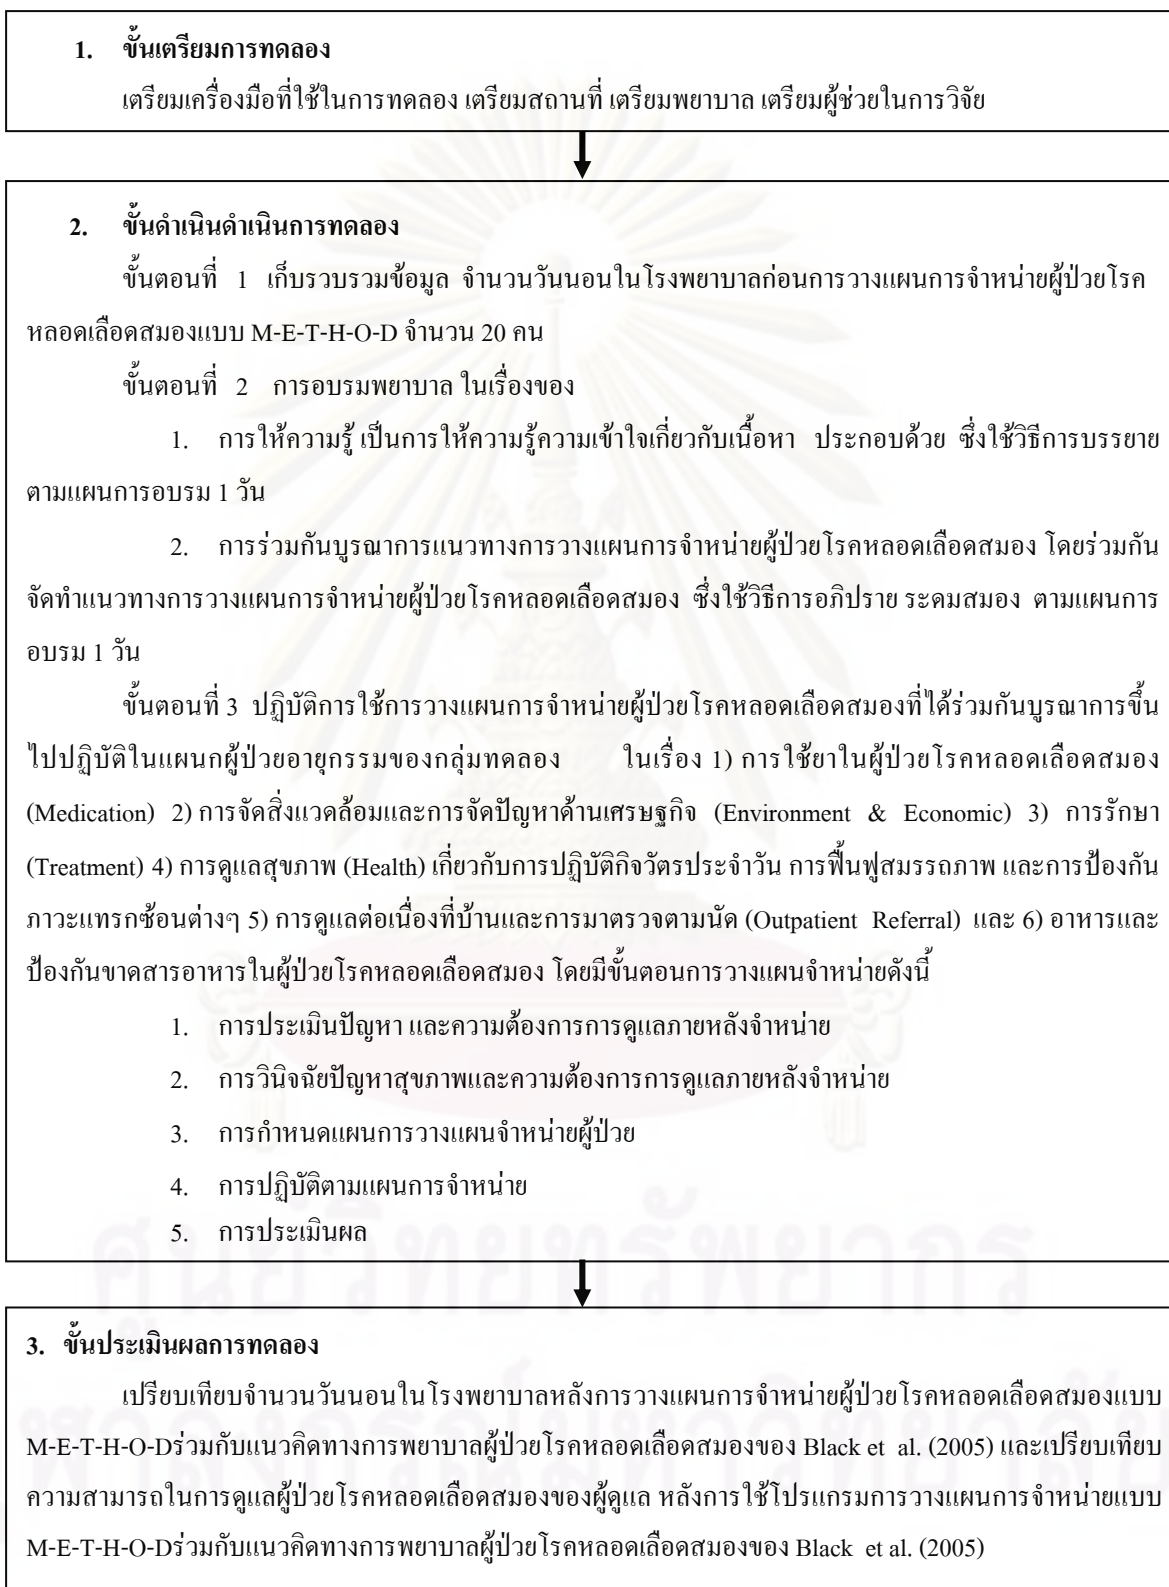 1. ขั้นเตรียมการทดลอง
เตรียมเครื่องมือที่ใช้ในการทดลอง เตรียมสถานที่ เตรียมพยาบาล เตรียมผู้ช่วยในการวิจัย
2. ขั้นดำเนินดำเนินการทดลอง
ขั้นตอนที่ 1 เก็บรวบรวมข้อมูล จำนวนวันนอนในโรงพยาบาลก่อนการวางแผนการจำหน่ายผู้ป่วยโรค
หลอดเลือดสมองแบบ M-E-T-H-O-D จำนวน 20 คน
ขั้นตอนที่ 2 การอบรมพยาบาล ในเรื่องของ
1. การให้ความรู้ เป็นการให้ความรู้ความเข้าใจเกี่ยวกับเนื้อหา ประกอบด้วย ซึ่งใช้วิธีการบรรยาย
ตามแผนการอบรม 1 วัน
2. การร่วมกันบูรณาการแนวทางการวางแผนการจำหน่ายผู้ป่วยโรคหลอดเลือดสมอง โดยร่วมกัน
จัดทำแนวทางการวางแผนการจำหน่ายผู้ป่วยโรคหลอดเลือดสมอง ซึ่งใช้วิธีการอภิปราย ระดมสมอง ตามแผนการ
อบรม 1 วัน
ขั้นตอนที่ 3 ปฏิบัติการใช้การวางแผนการจำหน่ายผู้ป่วยโรคหลอดเลือดสมองที่ได้ร่วมกันบูรณาการขึ้น
ไปปฏิบัติในแผนกผู้ป่วยอายุกรรมของกลุ่มทดลอง ในเรื่อง 1) การใช้ยาในผู้ป่วยโรคหลอดเลือดสมอง
(Medication) 2) การจัดสิ่งแวดล้อมและการจัดปัญหาด้านเศรษฐกิจ (Environment & Economic) 3) การรักษา
(Treatment) 4) การดูแลสุขภาพ (Health) เกี่ยวกับการปฏิบัติกิจวัตรประจำวัน การฟื้นฟูสมรรถภาพ และการป้องกัน
ภาวะแทรกซ้อนต่างๆ 5) การดูแลต่อเนื่องที่บ้านและการมาตรวจตามนัด (Outpatient Referral) และ 6) อาหารและ
ป้องกันขาดสารอาหารในผู้ป่วยโรคหลอดเลือดสมอง โดยมีขั้นตอนการวางแผนจำหน่ายดังนี้
1. การประเมินปัญหา และความต้องการการดูแลภายหลังจำหน่าย
2. การวินิจฉัยปัญหาสุขภาพและความต้องการการดูแลภายหลังจำหน่าย
3. การกำหนดแผนการวางแผนจำหน่ายผู้ป่วย
4. การปฏิบัติตามแผนการจำหน่าย
5. การประเมินผล
ศูนย์วิทยทรัพยากร
3. ขั้นประเมินผลการทดลอง
เปรียบเทียบจำนวนวันนอนในโรงพยาบาลหลังการวางแผนการจำหน่ายผู้ป่วยโรคหลอดเลือดสมองแบบ
M-E-T-H-O-Dร่วมกับแนวคิดทางการพยาบาลผู้ป่วยโรคหลอดเลือดสมองของ Black et al. (2005) และเปรียบเทียบ
ความสามารถในการดูแลผู้ป่วยโรคหลอดเลือดสมองของผู้ดูแล หลังการใช้โปรแกรมการวางแผนการจำหน่ายแบบ
M-E-T-H-O-Dร่วมกับแนวคิดทางการพยาบาลผู้ป่วยโรคหลอดเลือดสมองของ Black et al. (2005)